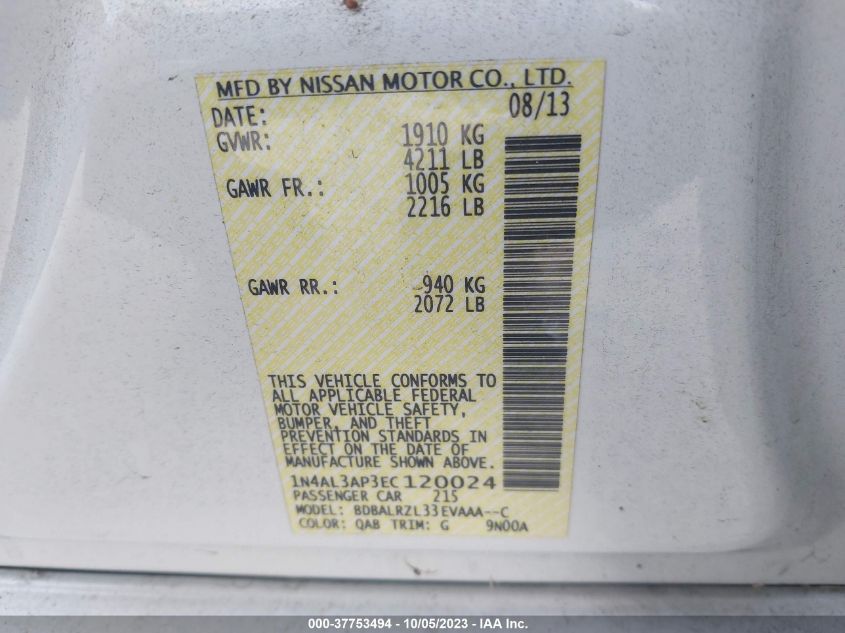 MFD BY NISSAN MOTOR CO., LTD.
DATE: 08/13
GVWR: 1910 KG
4211 LB
GAWR FR.: 1005 KG
2216 LB
GAWR RR.: 940 KG
2072 LB
THIS VEHICLE CONFORMS TO
ALL APPLICABLE FEDERAL
MOTOR VEHICLE SAFETY,
BUMPER, AND THEFT
PREVENTION STANDARDS IN
EFFECT ON THE DATE OF
MANUFACTURE SHOWN ABOVE.
1N4AL3AP3EC120024
PASSENGER CAR 215
MODEL: BDBALRZL33EVAAA--C
COLOR: QAB TRIM: G 9N00A
000-37753494 - 10/05/2023 - IAA Inc.